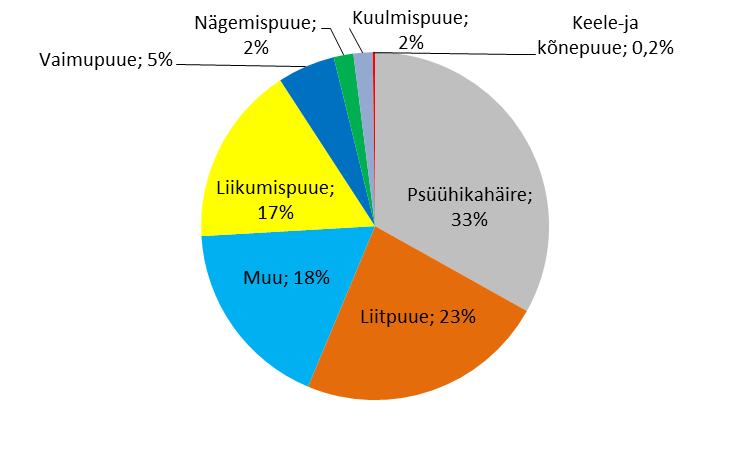 Nägemispuue;
2%
Kuulmispuue;
2%
Keele-ja
kõnepuue; 0,2%
Vaimupuue; 5%
Liikumispuue;
17%
Psüühikahäire;
33%
Muu; 18%
Liitpuue; 23%